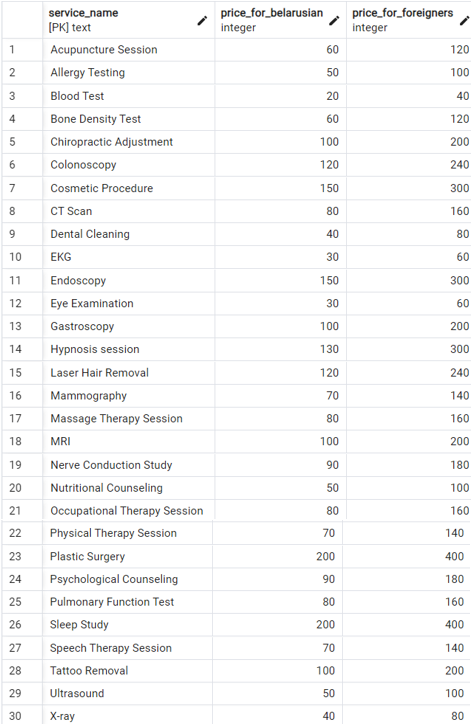 service_name price_for_belarusian price_for_foreigners
[PK] text integer integer
1 Acupuncture Session 60 120
2 Allergy Testing 50 100
3 Blood Test 20 40
4 Bone Density Test 60 120
5 Chiropractic Adjustment 100 200
6 Colonoscopy 120 240
7 Cosmetic Procedure 150 300
8 CT Scan 80 160
9 Dental Cleaning 40 80
10 EKG 30 60
11 Endoscopy 150 300
12 Eye Examination 30 60
13 Gastroscopy 100 200
14 Hypnosis session 130 300
15 Laser Hair Removal 120 240
16 Mammography 70 140
17 Massage Therapy Session 80 160
18 MRI 100 200
19 Nerve Conduction Study 90 180
20 Nutritional Counseling 50 100
21 Occupational Therapy Session 80 160
22 Physical Therapy Session 70 140
23 Plastic Surgery 200 400
24 Psychological Counseling 90 180
25 Pulmonary Function Test 80 160
26 Sleep Study 200 400
27 Speech Therapy Session 70 140
28 Tattoo Removal 100 200
29 Ultrasound 50 100
30 X-ray 40 80